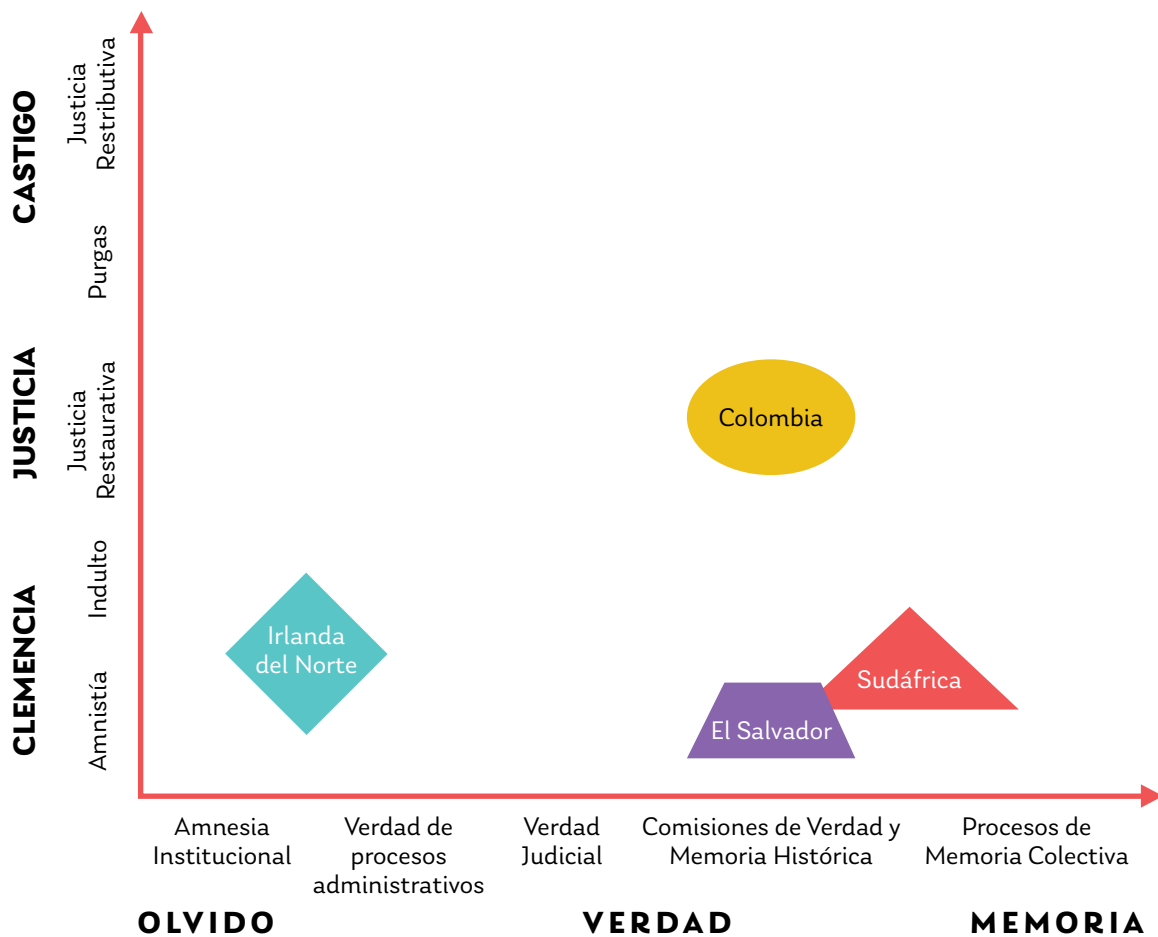 CASTIGO
Justicia
Restributiva
Purgas
JUSTICIA
Justicia
Restaurativa
CLEMENCIA
Indulto
Amnistía
Colombia
Irlanda
del Norte
Sudáfrica
El Salvador
Amnesia
Institucional
Verdad de
procesos
administrativos
Verdad
Judicial
Comisiones de Verdad y
Memoria Histórica
Procesos de
Memoria Colectiva
OLVIDO
VERDAD
MEMORIA